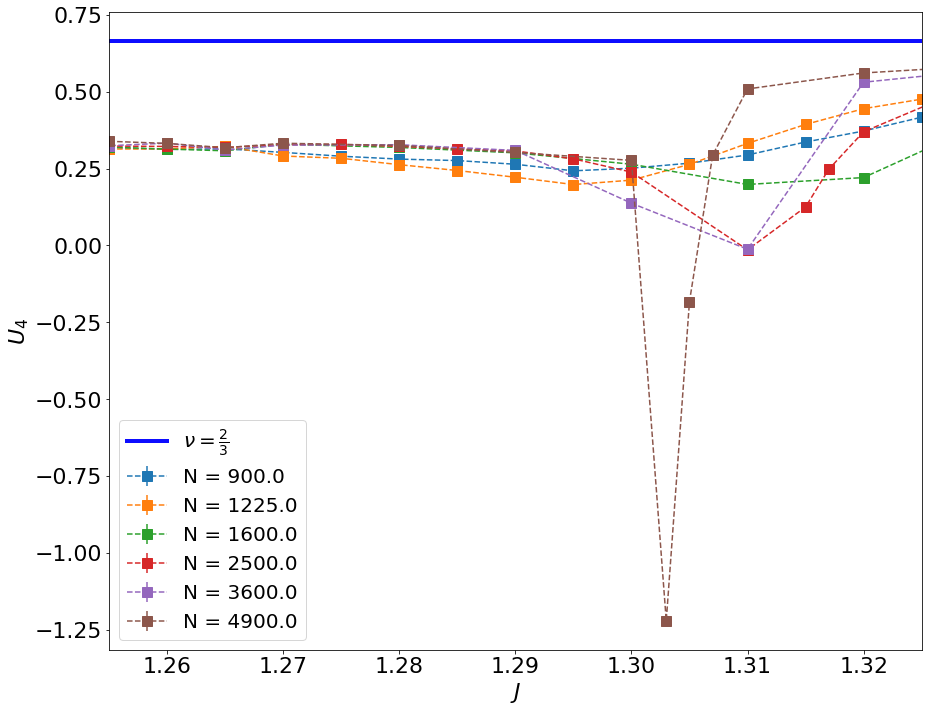 0.75
0.50
0.25
0.00
−0.25
−0.50
−0.75
−1.00
−1.25
U₄
ν = 2/3
N = 900.0
N = 1225.0
N = 1600.0
N = 2500.0
N = 3600.0
N = 4900.0
1.26 1.27 1.28 1.29 1.30 1.31 1.32
J